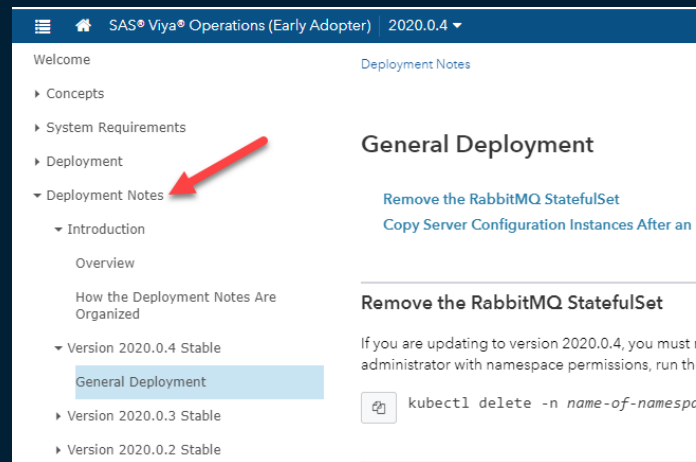 SAS® Viya® Operations (Early Adopter) 2020.0.4
Welcome
Concepts
System Requirements
Deployment
Deployment Notes
Introduction
Overview
How the Deployment Notes Are
Organized
Version 2020.0.4 Stable
General Deployment
Version 2020.0.3 Stable
Version 2020.0.2 Stable
Deployment Notes
General Deployment
Remove the RabbitMQ StatefulSet
Copy Server Configuration Instances After an
Remove the RabbitMQ StatefulSet
If you are updating to version 2020.0.4, you must
administrator with namespace permissions, run
kubectl delete -n